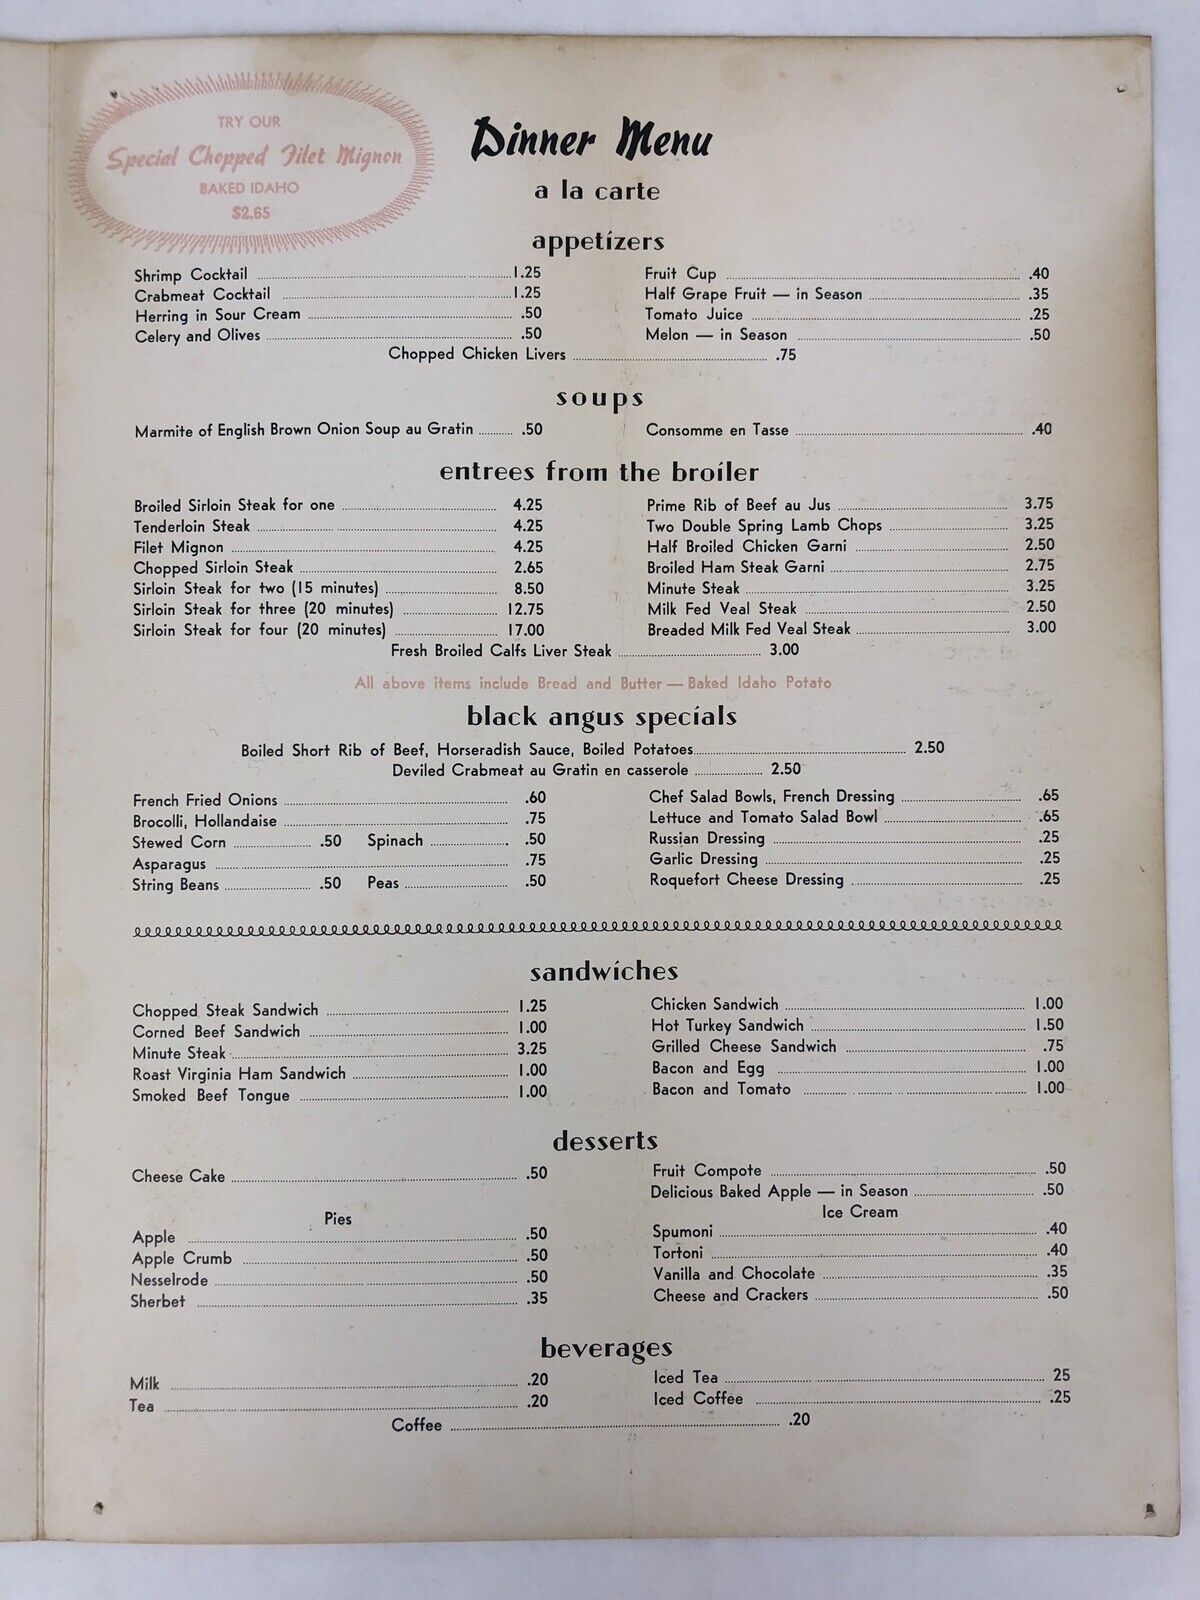 TRY OUR
Special Chopped Filet Mignon
BAKED IDAHO
$2.65
Dinner Menu
a la carte
appetizers
Shrimp Cocktail 1.25
Crabmeat Cocktail 1.25
Herring in Sour Cream .50
Celery and Olives .50
Fruit Cup .40
Half Grape Fruit — in Season .35
Tomato Juice .25
Melon — in Season .50
Chopped Chicken Livers .75
soups
Marmite of English Brown Onion Soup au Gratin .50
Consomme en Tasse .40
entrees from the broiler
Broiled Sirloin Steak for one 4.25
Tenderloin Steak 4.25
Filet Mignon 4.25
Chopped Sirloin Steak 2.65
Sirloin Steak for two (15 minutes) 8.50
Sirloin Steak for three (20 minutes) 12.75
Sirloin Steak for four (20 minutes) 17.00
Prime Rib of Beef au Jus 3.75
Two Double Spring Lamb Chops 3.25
Half Broiled Chicken Garni 2.50
Broiled Ham Steak Garni 2.75
Minute Steak 3.25
Milk Fed Veal Steak 2.50
Breaded Milk Fed Veal Steak 3.00
Fresh Broiled Calfs Liver Steak 3.00
All above items include Bread and Butter — Baked Idaho Potato
black angus specials
Boiled Short Rib of Beef, Horseradish Sauce, Boiled Potatoes 2.50
Deviled Crabmeat au Gratin en casserole 2.50
French Fried Onions .60
Brocolli, Hollandaise .75
Stewed Corn .50 Spinach .50
Asparagus .75
String Beans .50 Peas .50
Chef Salad Bowls, French Dressing .65
Lettuce and Tomato Salad Bowl .65
Russian Dressing .25
Garlic Dressing .25
Roquefort Cheese Dressing .25
sandwiches
Chopped Steak Sandwich 1.25
Corned Beef Sandwich 1.00
Minute Steak 3.25
Roast Virginia Ham Sandwich 1.00
Smoked Beef Tongue 1.00
Chicken Sandwich 1.00
Hot Turkey Sandwich 1.50
Grilled Cheese Sandwich .75
Bacon and Egg 1.00
Bacon and Tomato 1.00
desserts
Cheese Cake .50
Pies
Apple .50
Apple Crumb .50
Nesselrode .50
Sherbet .35
Fruit Compote .50
Delicious Baked Apple — in Season .50
Ice Cream
Spumoni .40
Tortoni .40
Vanilla and Chocolate .35
Cheese and Crackers .50
beverages
Milk .20
Tea .20
Iced Tea 25
Iced Coffee .25
Coffee .20